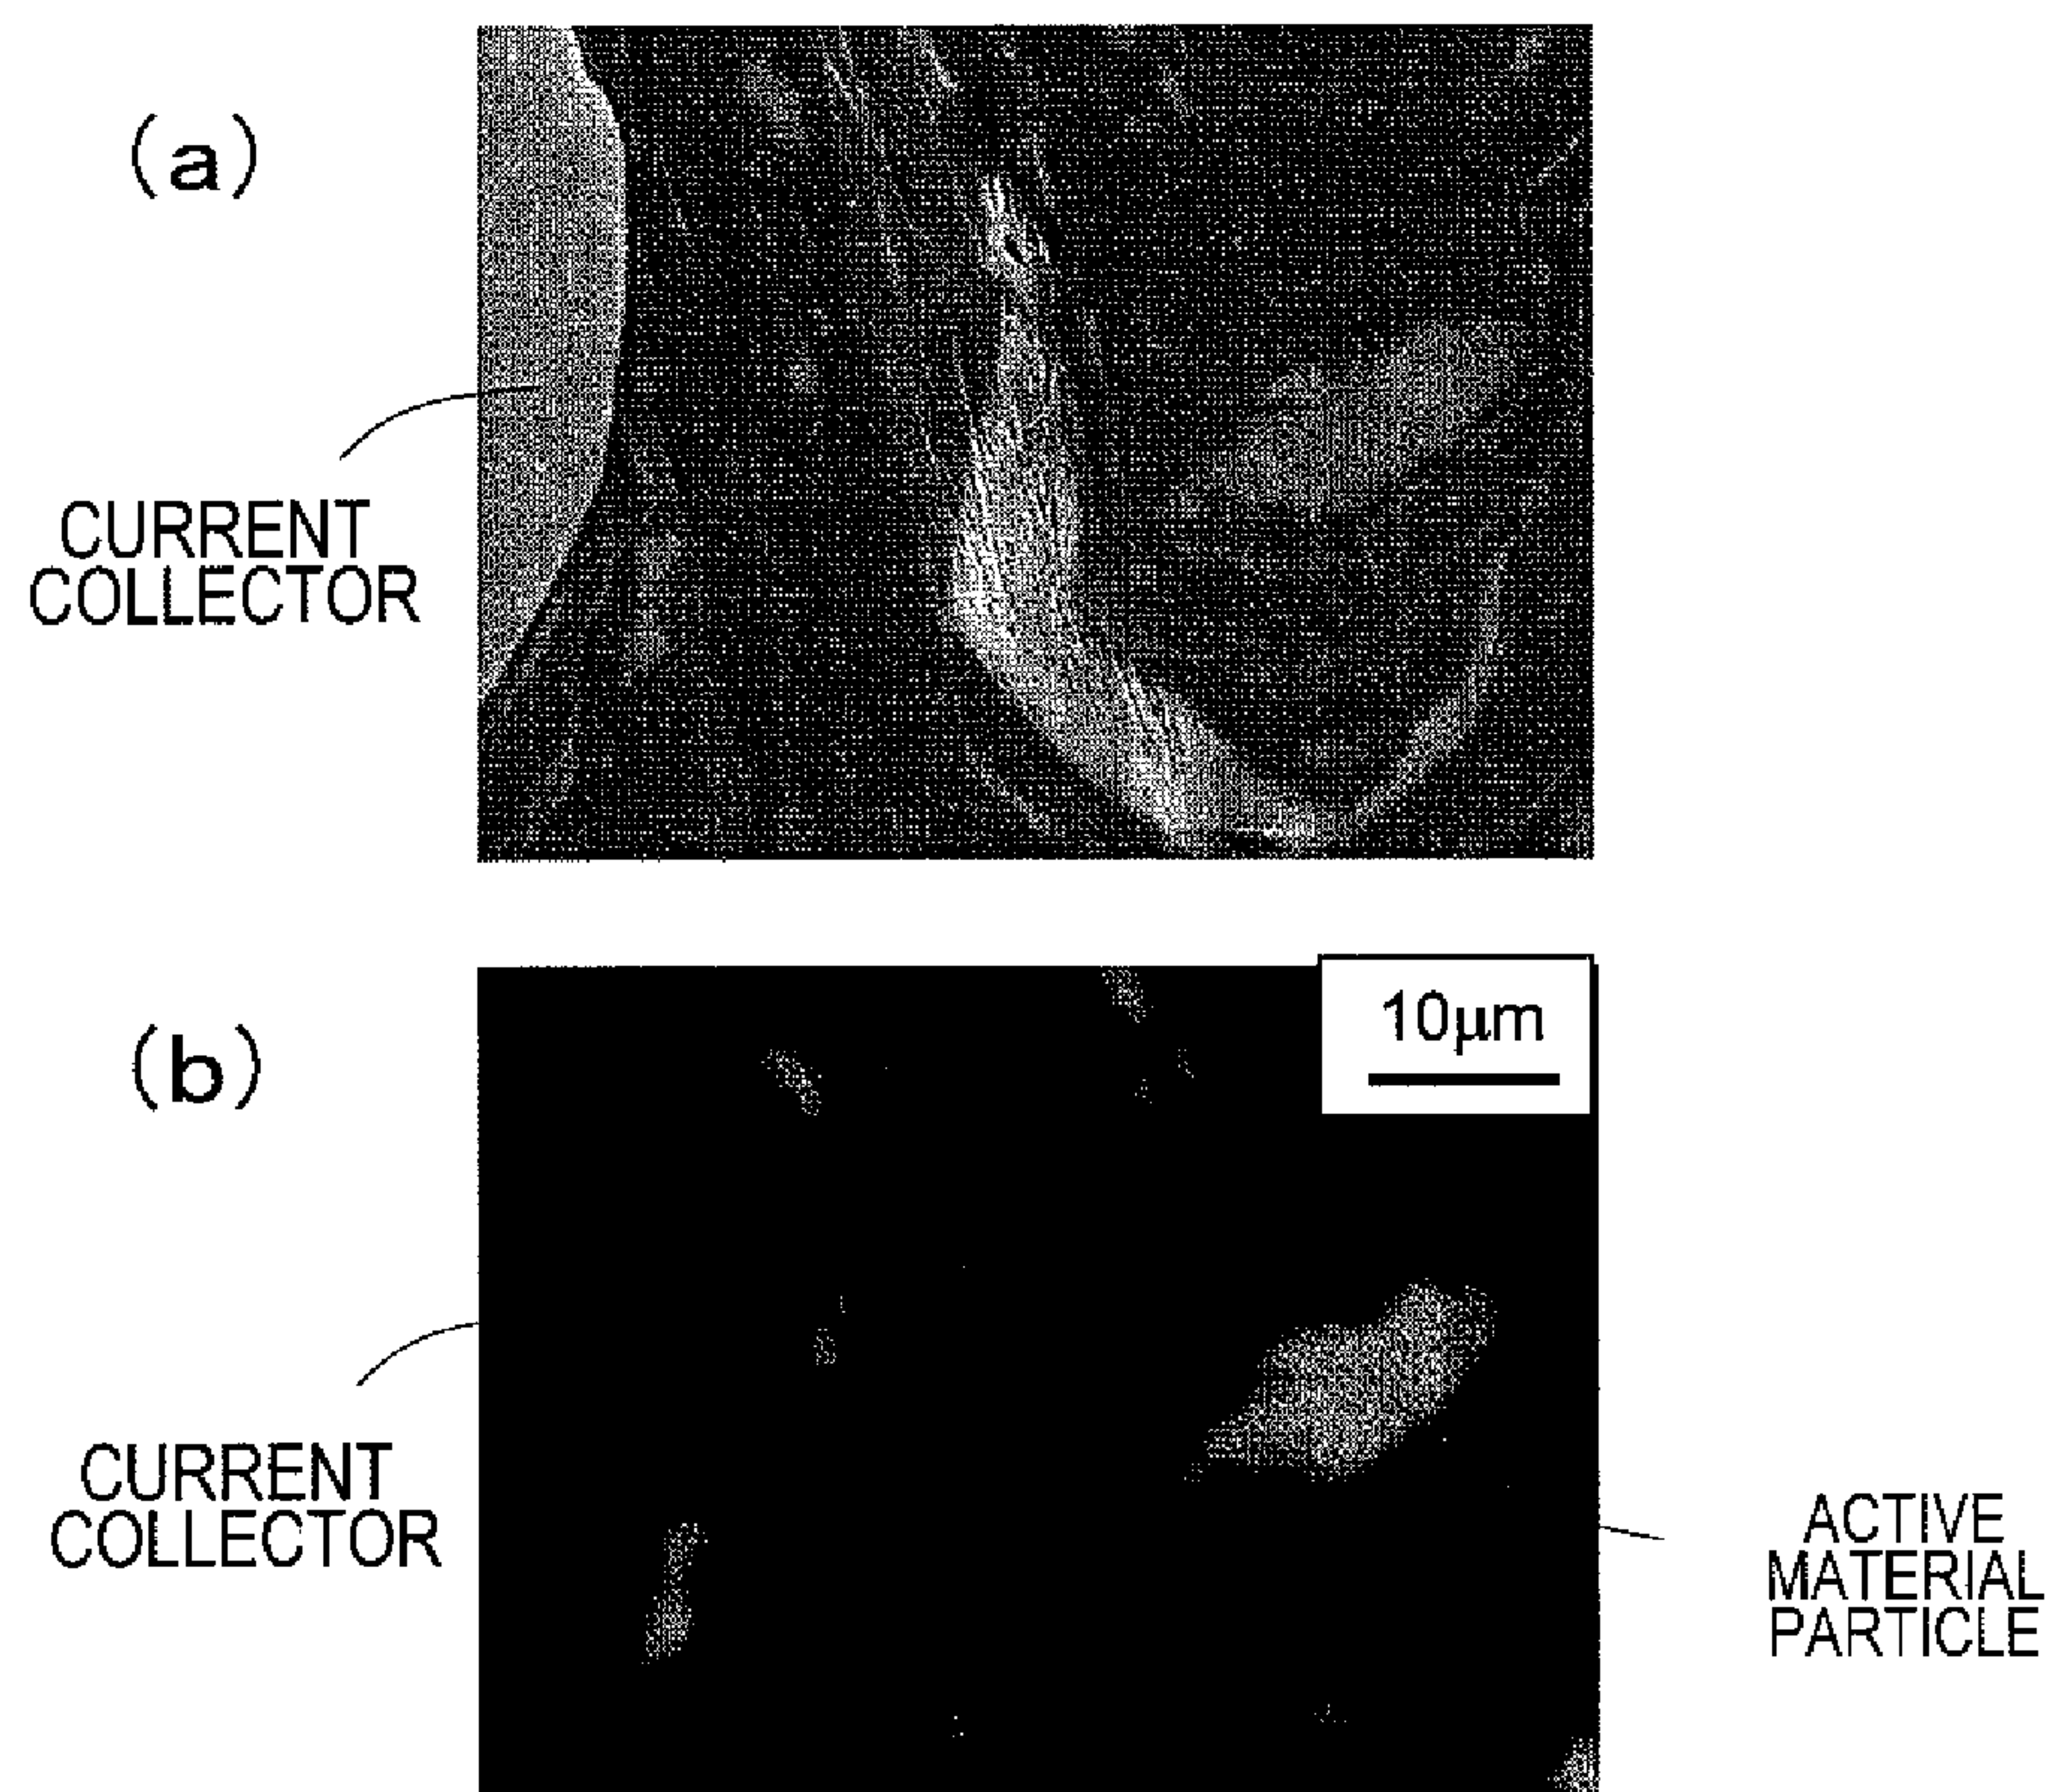 (a)
CURRENT
COLLECTOR
(b)
10μm
CURRENT
COLLECTOR
ACTIVE
MATERIAL
PARTICLE